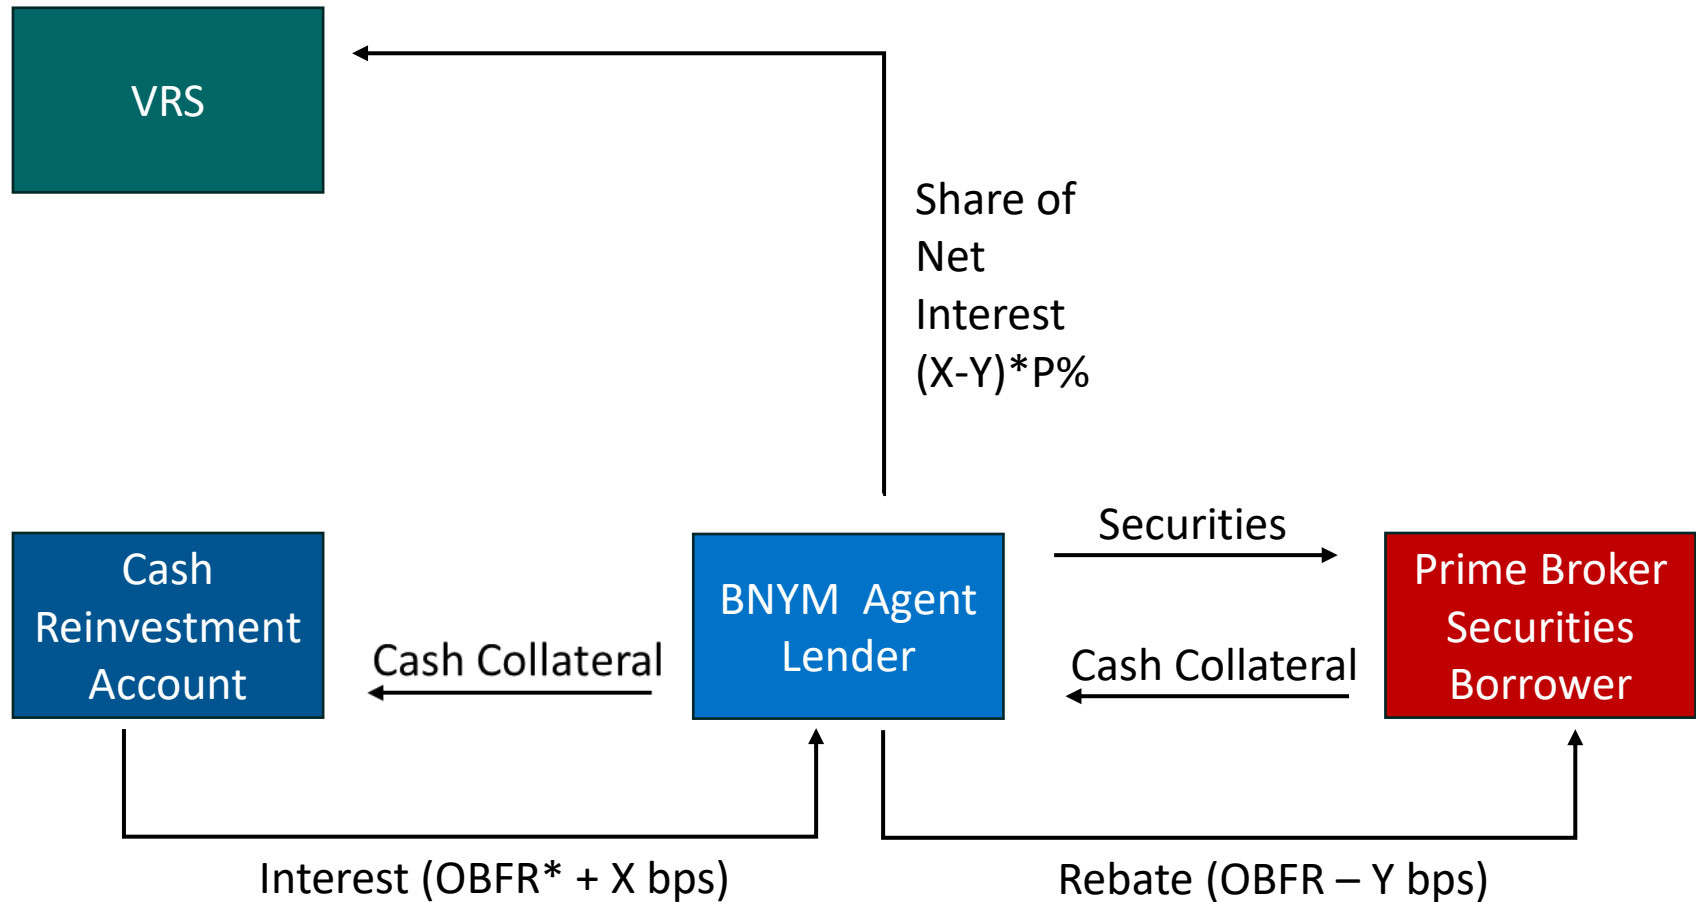 VRS
Share of
Net
Interest
(X-Y)*P%
Securities
Cash
Reinvestment
Account
Cash Collateral
BNYM  Agent
Lender
Cash Collateral
Prime Broker
Securities
Borrower
Interest (OBFR* + X bps)
Rebate (OBFR – Y bps)